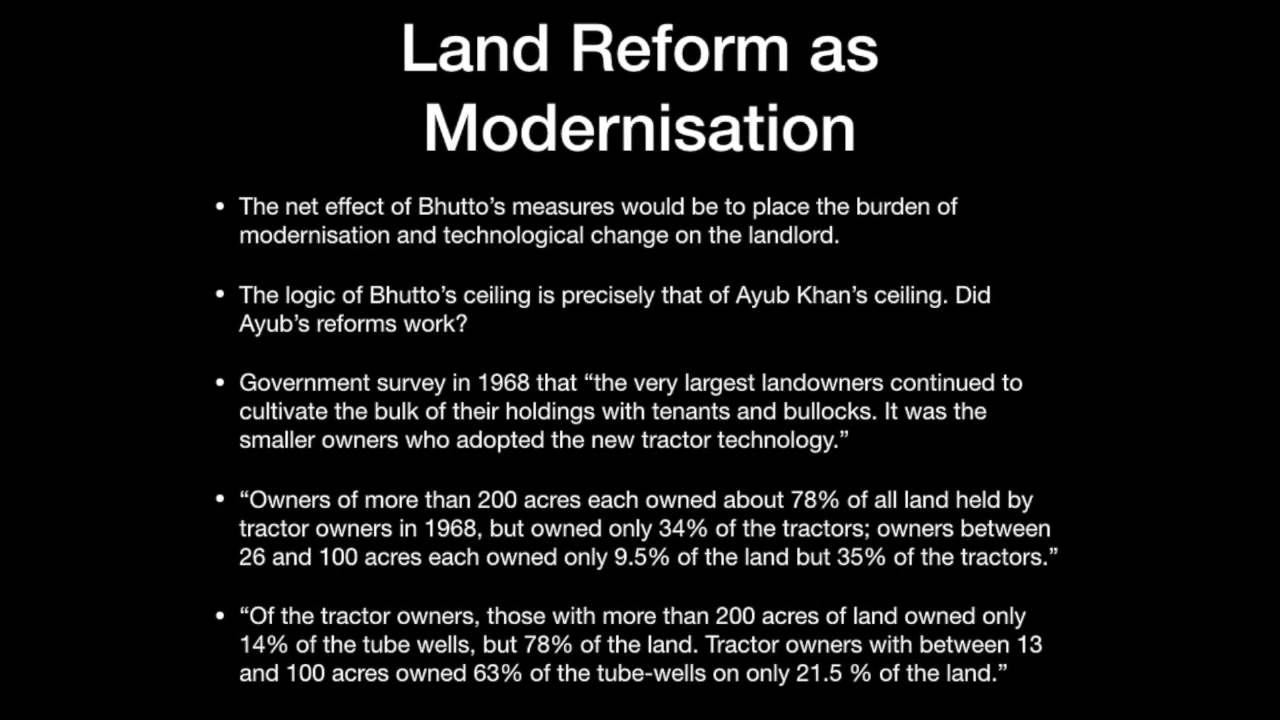 Land Reform as
Modernisation
• The net effect of Bhutto’s measures would be to place the burden of
modernisation and technological change on the landlord.
• The logic of Bhutto’s ceiling is precisely that of Ayub Khan’s ceiling. Did
Ayub’s reforms work?
• Government survey in 1968 that “the very largest landowners continued to
cultivate the bulk of their holdings with tenants and bullocks. It was the
smaller owners who adopted the new tractor technology.”
• “Owners of more than 200 acres each owned about 78% of all land held by
tractor owners in 1968, but owned only 34% of the tractors; owners between
26 and 100 acres each owned only 9.5% of the land but 35% of the tractors.”
• “Of the tractor owners, those with more than 200 acres of land owned only
14% of the tube wells, but 78% of the land. Tractor owners with between 13
and 100 acres owned 63% of the tube-wells on only 21.5 % of the land.”